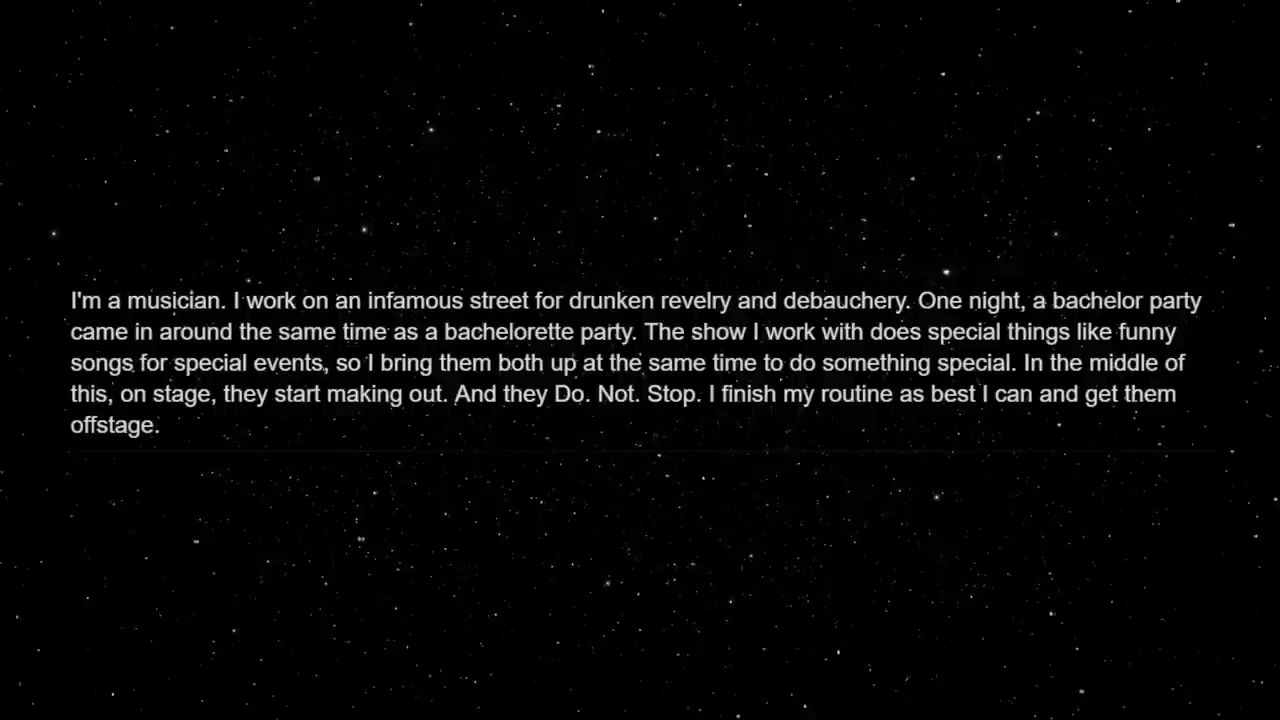 I'm a musician. I work on an infamous street for drunken revelry and debauchery. One night, a bachelor party
came in around the same time as a bachelorette party. The show I work with does special things like funny
songs for special events, so I bring them both up at the same time to do something special. In the middle of
this, on stage, they start making out. And they Do. Not. Stop. I finish my routine as best I can and get them
offstage.